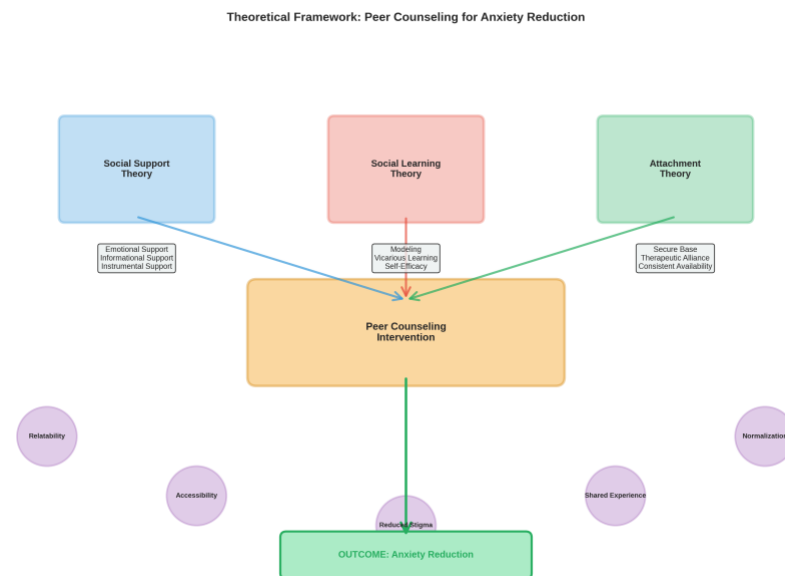 Theoretical Framework: Peer Counseling for Anxiety Reduction
Social Support
Theory
Social Learning
Theory
Attachment
Theory
Emotional Support
Informational Support
Instrumental Support
Modeling
Vicarious Learning
Self-Efficacy
Secure Base
Therapeutic Alliance
Consistent Availability
Peer Counseling
Intervention
Relatability
Normalization
Accessibility
Shared Experience
Reduced Stigma
OUTCOME: Anxiety Reduction